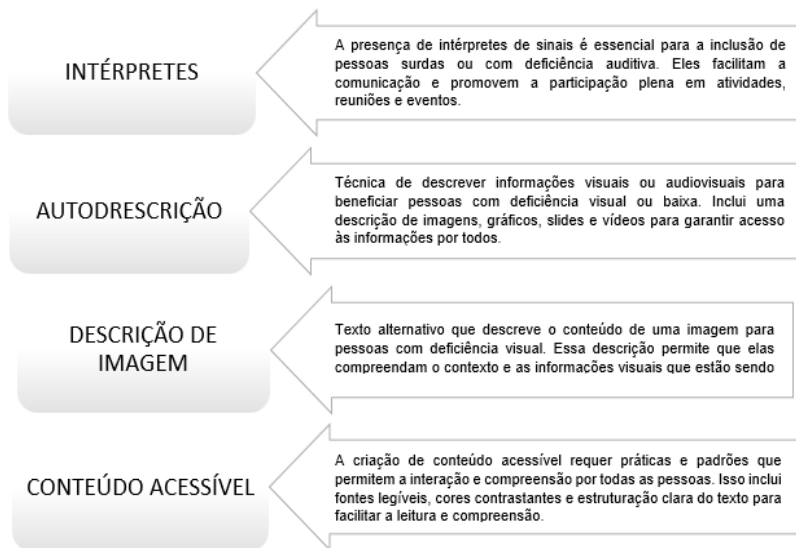 INTÉRPRETES
A presença de intérpretes de sinais é essencial para a inclusão de
pessoas surdas ou com deficiência auditiva. Eles facilitam a
comunicação e promovem a participação plena em atividades,
reuniões e eventos.
AUTODRESCRIÇÃO
Técnica de descrever informações visuais ou audiovisuais para
beneficiar pessoas com deficiência visual ou baixa. Inclui uma
descrição de imagens, gráficos, slides e vídeos para garantir acesso
às informações por todos.
DESCRIÇÃO DE
IMAGEM
Texto alternativo que descreve o conteúdo de uma imagem para
pessoas com deficiência visual. Essa descrição permite que elas
compreendam o contexto e as informações visuais que estão sendo
CONTEÚDO ACESSÍVEL
A criação de conteúdo acessível requer práticas e padrões que
permitem a interação e compreensão por todas as pessoas. Isso inclui
fontes legíveis, cores contrastantes e estruturação clara do texto para
facilitar a leitura e compreensão.